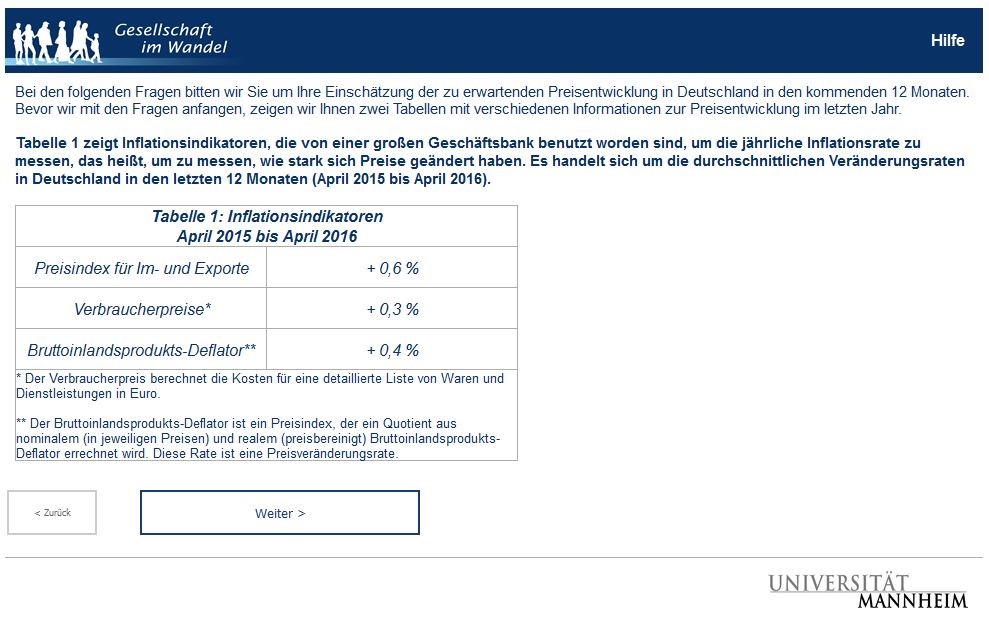 Gesellschaft
im Wandel
Hilfe
Bei den folgenden Fragen bitten wir Sie um Ihre Einschätzung der zu erwartenden Preisentwicklung in Deutschland in den kommenden 12 Monaten.
Bevor wir mit den Fragen anfangen, zeigen wir Ihnen zwei Tabellen mit verschiedenen Informationen zur Preisentwicklung im letzten Jahr.
Tabelle 1 zeigt Inflationsindikatoren, die von einer großen Geschäftsbank benutzt worden sind, um die jährliche Inflationsrate zu
messen, das heißt, um zu messen, wie stark sich Preise geändert haben. Es handelt sich um die durchschnittlichen Veränderungsraten
in Deutschland in den letzten 12 Monaten (April 2015 bis April 2016).
Tabelle 1: Inflationsindikatoren
April 2015 bis April 2016
Preisindex für Im- und Exporte + 0,6 %
Verbraucherpreise* + 0,3 %
Bruttoinlandsprodukts-Deflator** + 0,4 %
* Der Verbraucherpreis berechnet die Kosten für eine detaillierte Liste von Waren und
Dienstleistungen in Euro.
** Der Bruttoinlandsprodukts-Deflator ist ein Preisindex, der ein Quotient aus
nominalem (in jeweiligen Preisen) und realem (preisbereinigt) Bruttoinlandsprodukts-
Deflator errechnet wird. Diese Rate ist eine Preisveränderungsrate.
< Zurück
Weiter >
UNIVERSITÄT
MANNHEIM